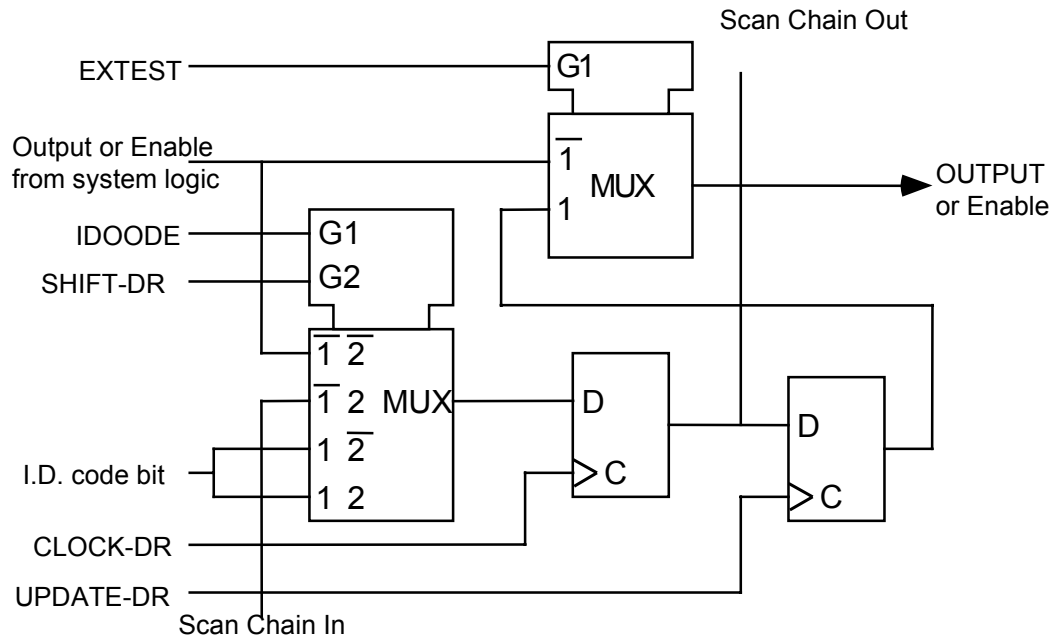 Scan Chain Out
EXTEST
G1
Output or Enable
from system logic
1
MUX
1
OUTPUT
or Enable
IDOODE
G1
SHIFT-DR
G2
1 2
1 2 MUX
1 2
1 2
D
C
D
C
I.D. code bit
CLOCK-DR
UPDATE-DR
Scan Chain In